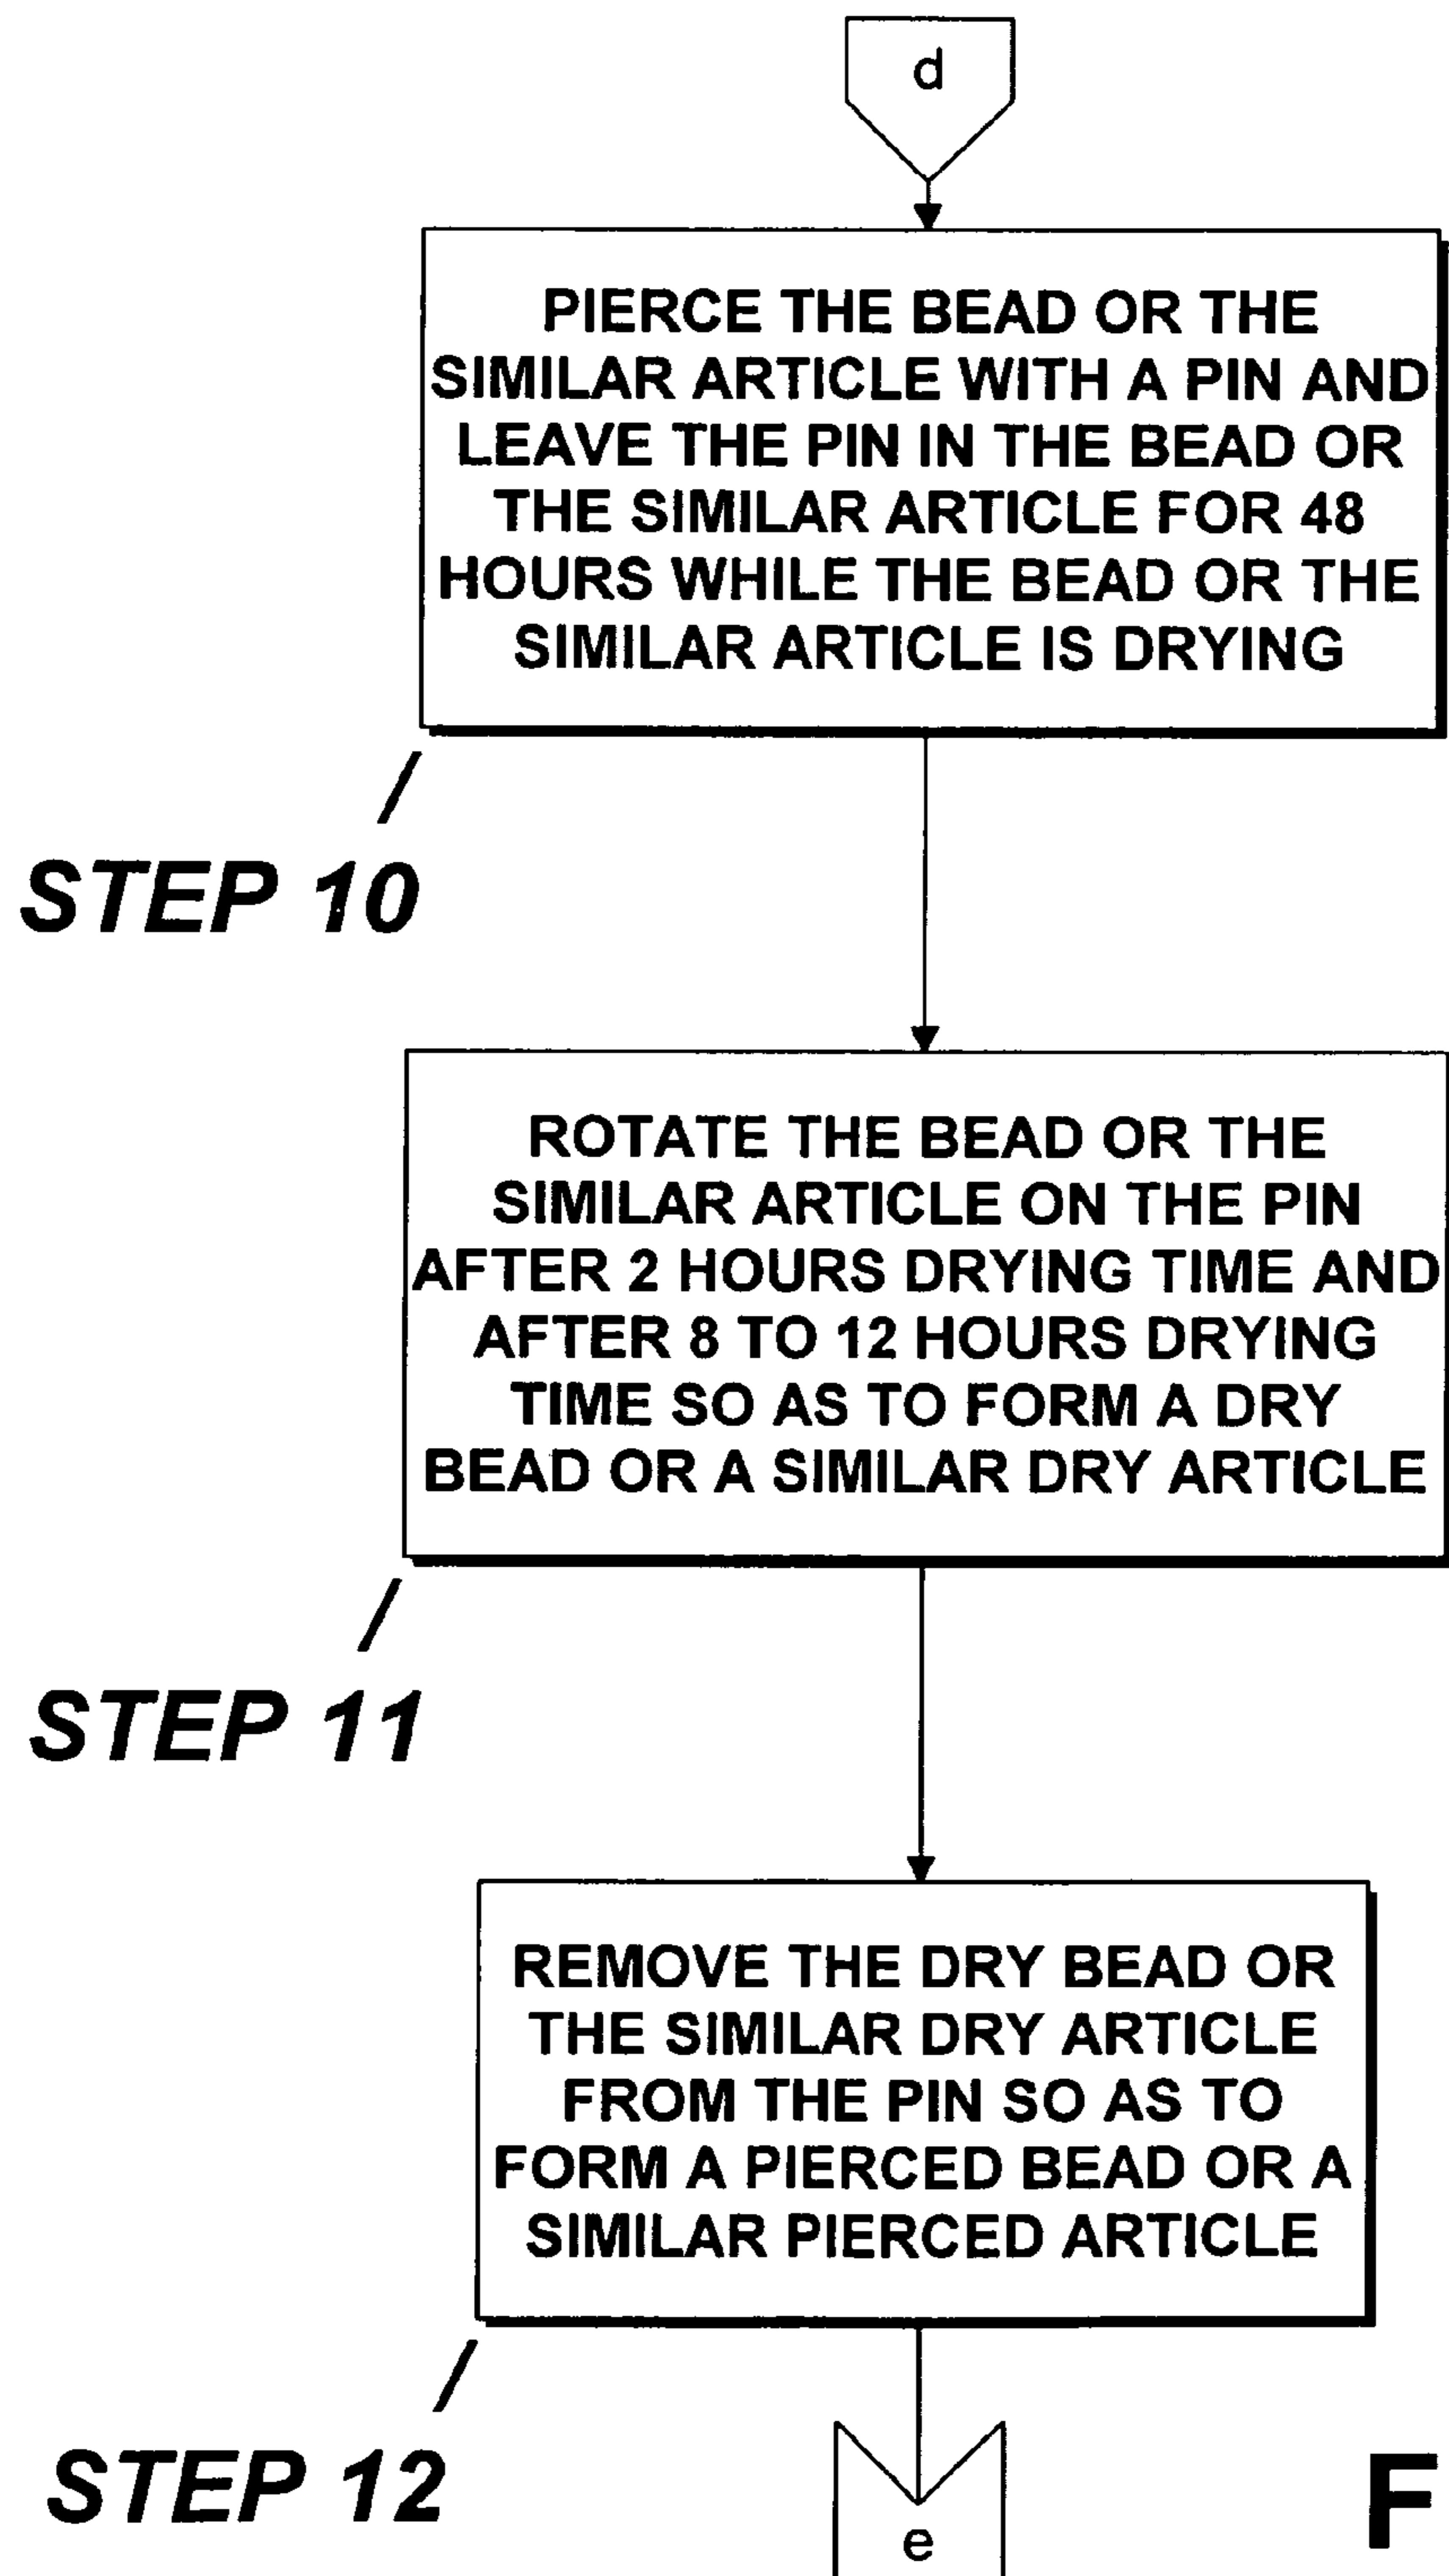 d
PIERCE THE BEAD OR THE
SIMILAR ARTICLE WITH A PIN AND
LEAVE THE PIN IN THE BEAD OR
THE SIMILAR ARTICLE FOR 48
HOURS WHILE THE BEAD OR THE
SIMILAR ARTICLE IS DRYING
STEP 10
ROTATE THE BEAD OR THE
SIMILAR ARTICLE ON THE PIN
AFTER 2 HOURS DRYING TIME AND
AFTER 8 TO 12 HOURS DRYING
TIME SO AS TO FORM A DRY
BEAD OR A SIMILAR DRY ARTICLE
STEP 11
REMOVE THE DRY BEAD OR
THE SIMILAR DRY ARTICLE
FROM THE PIN SO AS TO
FORM A PIERCED BEAD OR A
SIMILAR PIERCED ARTICLE
STEP 12
e
F